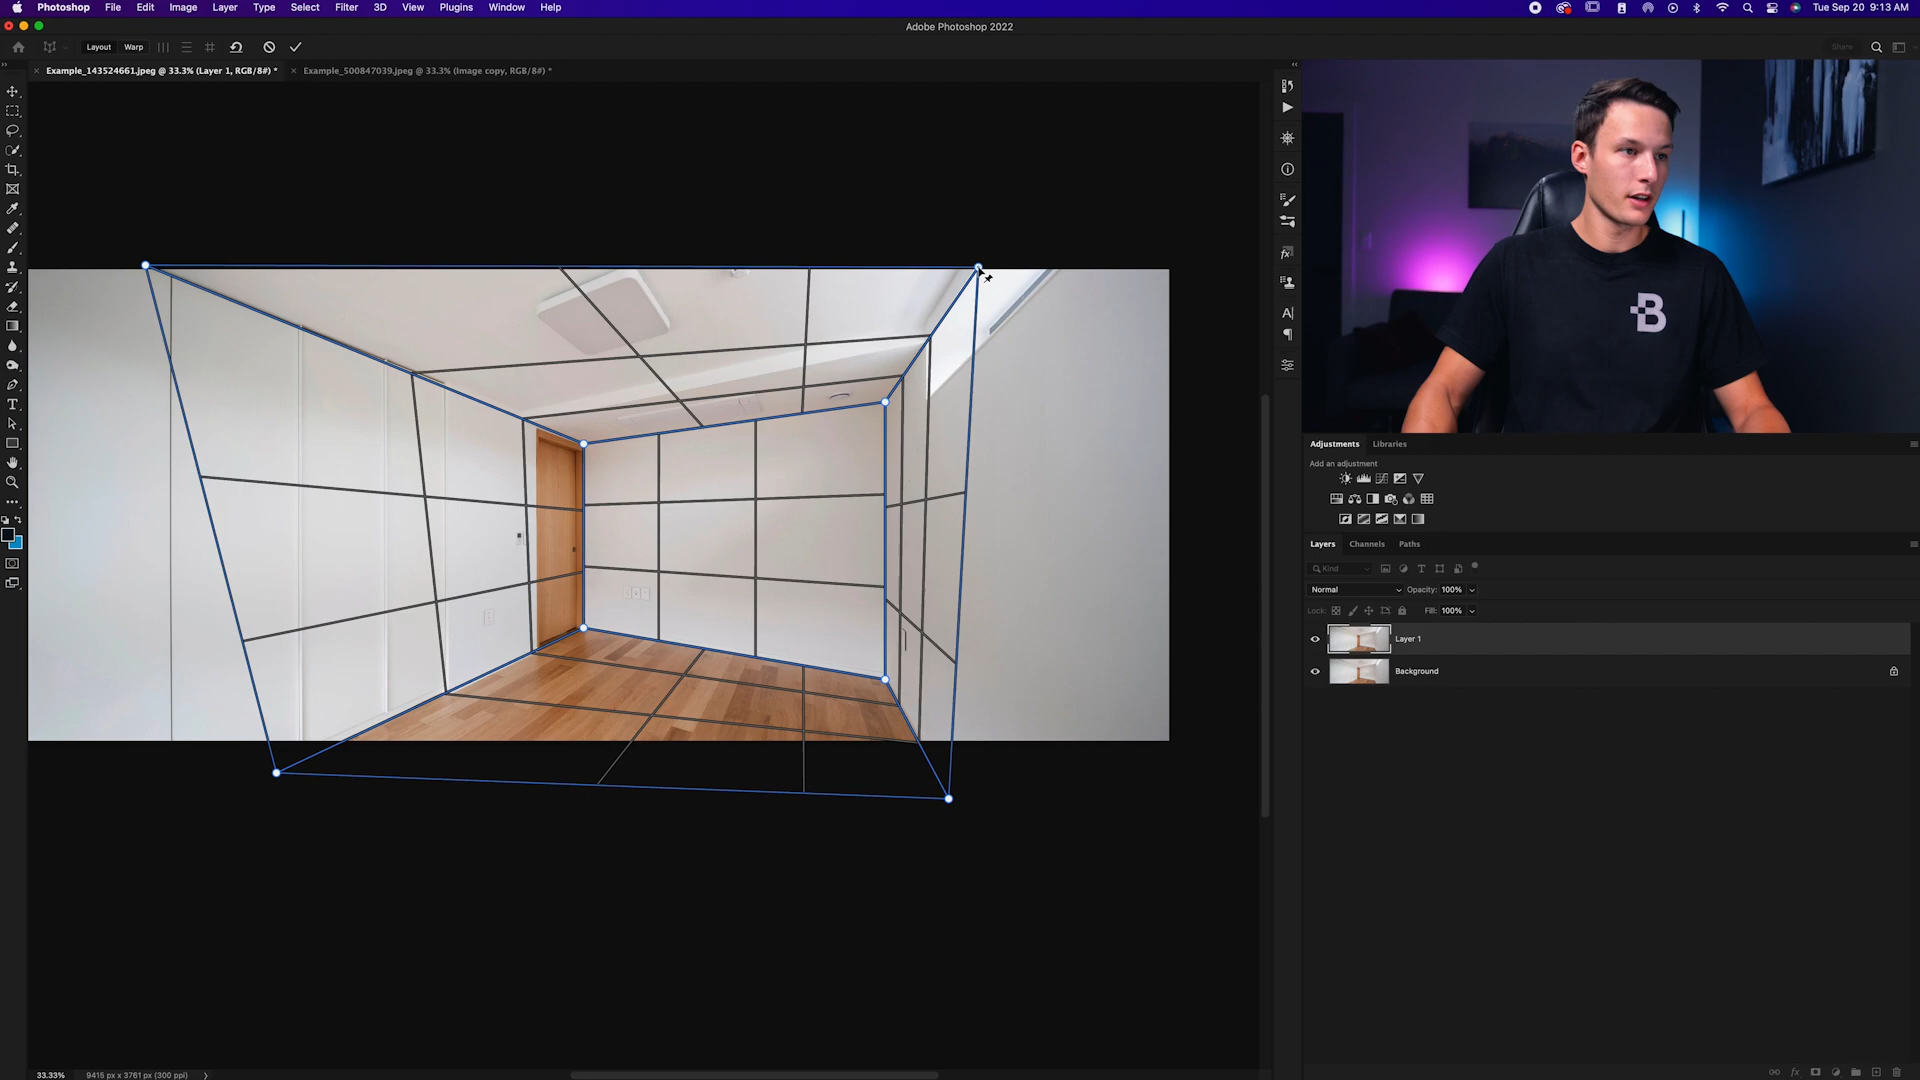 Photoshop File Edit Image Layer Type Select Filter 3D View Plugins Window Help Tue Sep 20 9:13 AM
Adobe Photoshop 2022
Layout Warp Share
Example_143524661.jpeg @ 33.3% (Layer 1, RGB/8#) * Example_500847039.jpeg @ 33.3% (Image copy, RGB/8#) *
B
Adjustments Libraries
Add an adjustment
Layers Channels Paths
Kind
Normal Opacity: 100%
Lock: Fill: 100%
Layer 1
Background
33.33% 9415 px x 3761 px (300 ppi)